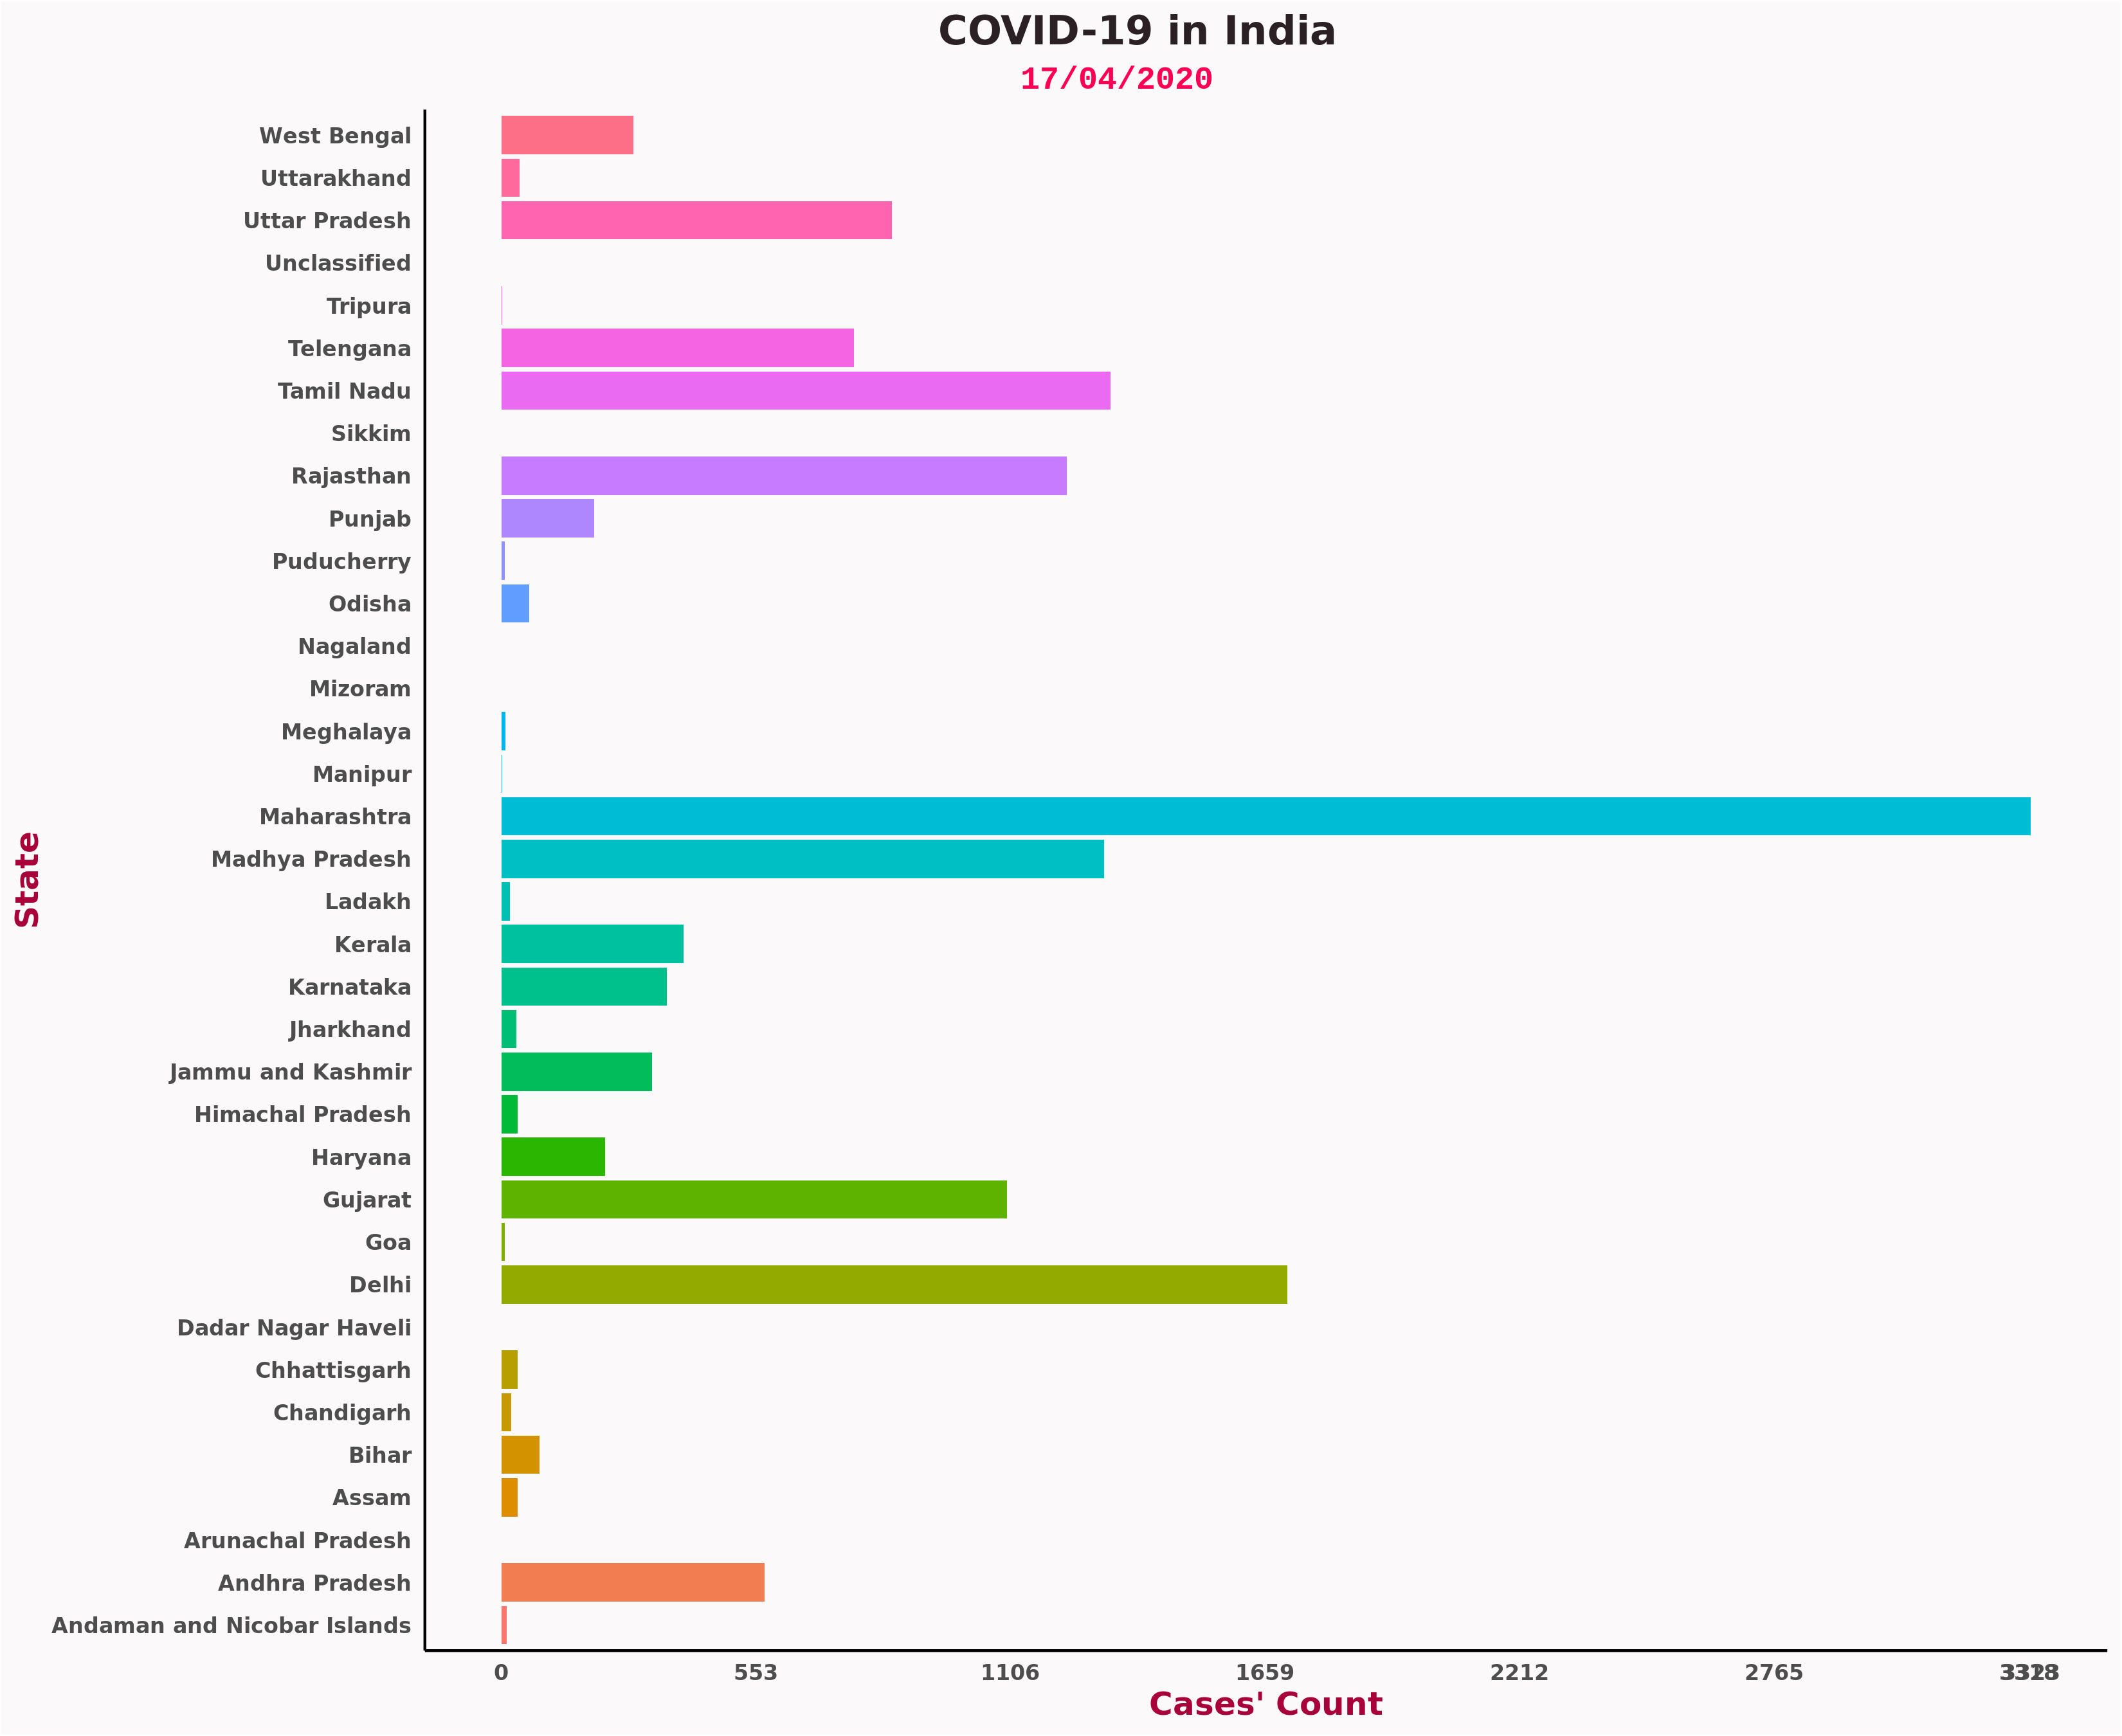 COVID-19 in India
17/04/2020
West Bengal
Uttarakhand
Uttar Pradesh
Unclassified
Tripura
Telengana
Tamil Nadu
Sikkim
Rajasthan
Punjab
Puducherry
Odisha
Nagaland
Mizoram
Meghalaya
Manipur
Maharashtra
Madhya Pradesh
Ladakh
Kerala
Karnataka
Jharkhand
Jammu and Kashmir
Himachal Pradesh
Haryana
Gujarat
Goa
Delhi
Dadar Nagar Haveli
Chhattisgarh
Chandigarh
Bihar
Assam
Arunachal Pradesh
Andhra Pradesh
Andaman and Nicobar Islands
State
0 553 1106 1659 2212 2765
Cases' Count